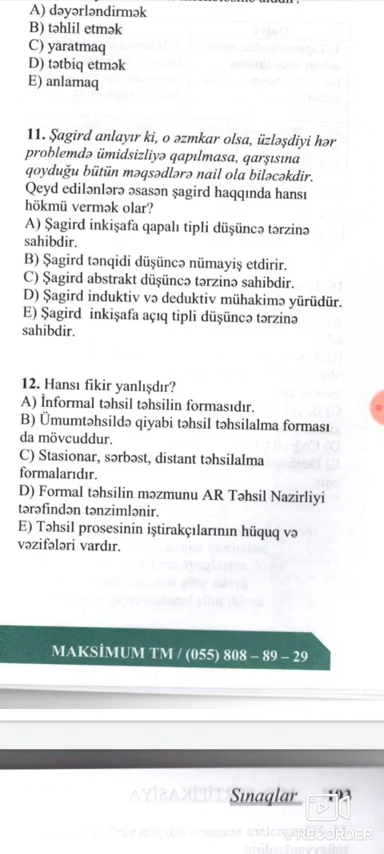 A) dəyərləndirmək
B) təhlil etmək
C) yaratmaq
D) tətbiq etmək
E) anlamaq
11. Şagird anlayır ki, o əzmkar olsa, üzləşdiyi hər
problemdə ümidsizliyə qapılmasa, qarşısına
qoyduğu bütün məqsədlərə nail ola biləcəkdir.
Qeyd edilənlərə əsasən şagird haqqında hansı
hökmü vermək olar?
A) Şagird inkişafa qapalı tipli düşüncə tərzinə
sahibdir.
B) Şagird tənqidi düşüncə nümayiş etdirir.
C) Şagird abstrakt düşüncə tərzinə sahibdir.
D) Şagird induktiv və deduktiv mühakimə yürüdür.
E) Şagird inkişafa açıq tipli düşüncə tərzinə
sahibdir.
12. Hansı fikir yanlışdır?
A) İnformal təhsil təhsilin formasıdır.
B) Ümumtəhsildə qiyabi təhsil təhsilalma forması
da mövcuddur.
C) Stasionar, sərbəst, distant təhsilalma
formalarıdır.
D) Formal təhsilin məzmunu AR Təhsil Nazirliyi
tərəfindən tənzimlənir.
E) Təhsil prosesinin iştirakçılarının hüquq və
vəzifələri vardır.
MAKSİMUM TM / (055) 808 – 89 – 29
Sınaqlar 193
VRECORDER